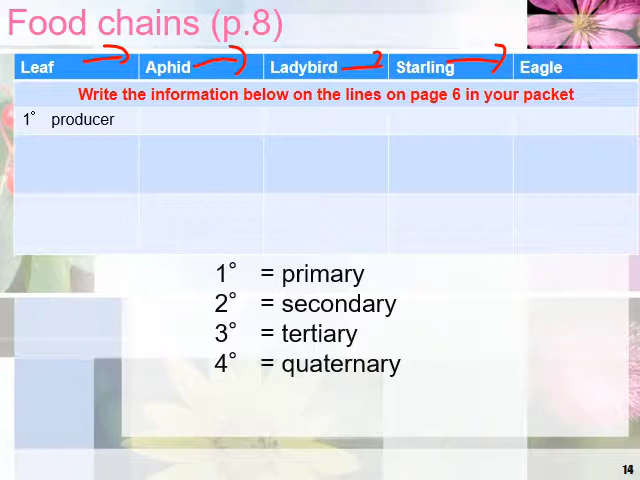 Food chains (p.8)
Leaf Aphid Ladybird Starling Eagle
Write the information below on the lines on page 6 in your packet
1° producer
1° = primary
2° = secondary
3° = tertiary
4° = quaternary
14